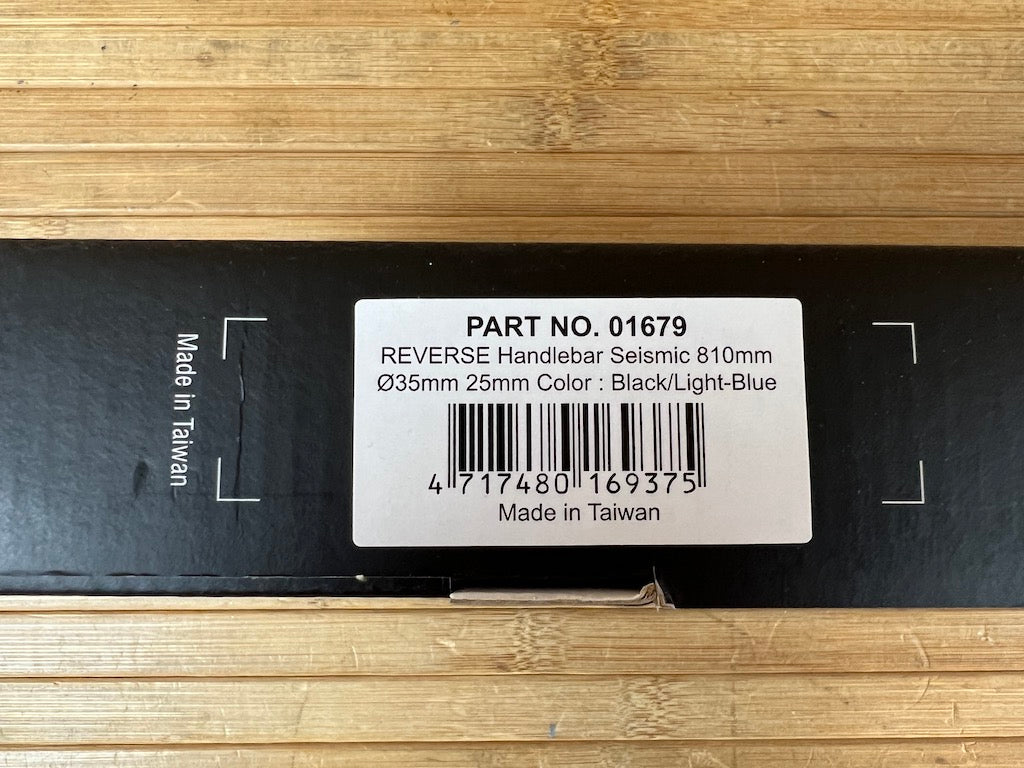 Made in Taiwan
PART NO. 01679
REVERSE Handlebar Seismic 810mm
Ø35mm 25mm Color : Black/Light-Blue
4 717480 169375
Made in Taiwan